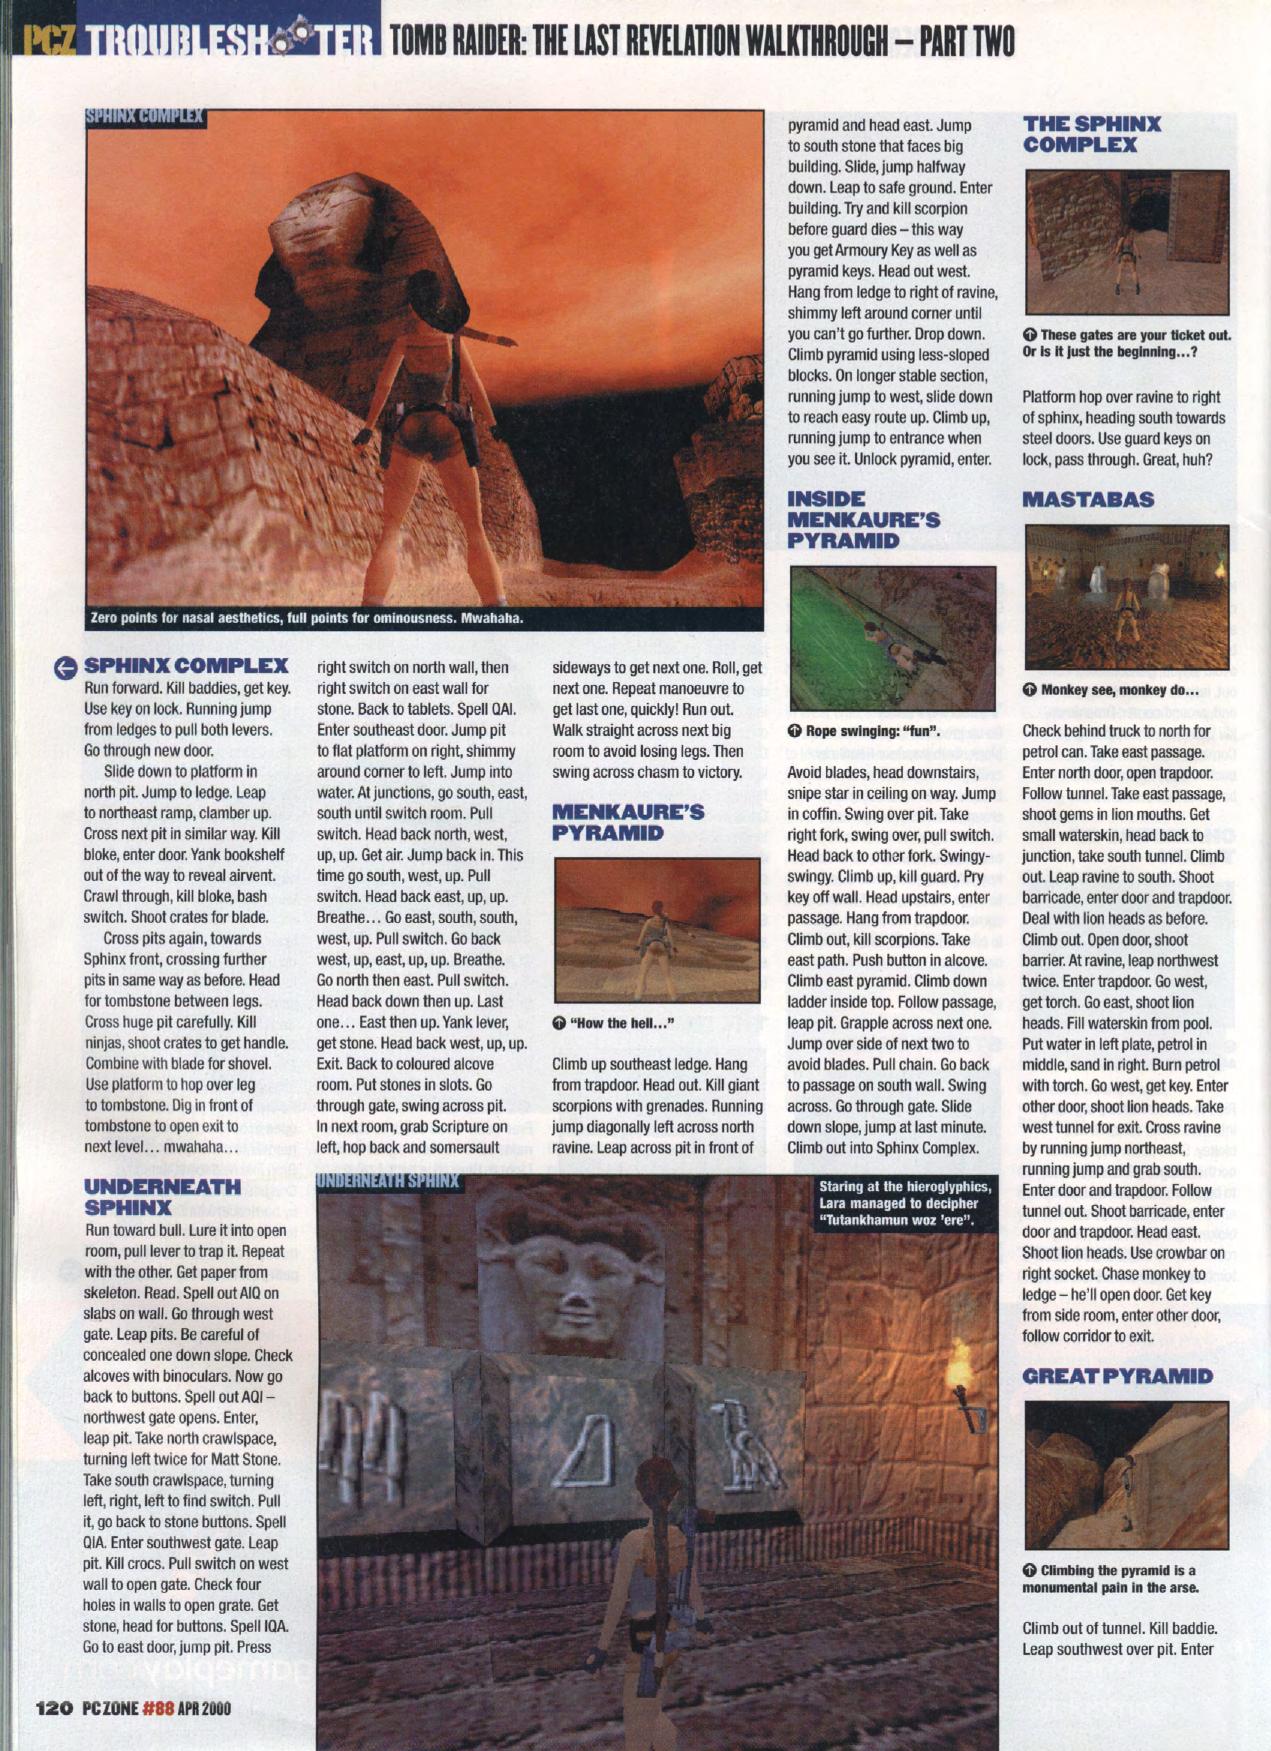 PCZ TROUBLESHOOTER TOMB RAIDER: THE LAST REVELATION WALKTHROUGH – PART TWO
SPHINX COMPLEX
Zero points for nasal aesthetics, full points for ominousness. Mwahaha.
SPHINX COMPLEX
Run forward. Kill baddies, get key.
Use key on lock. Running jump
from ledges to pull both levers.
Go through new door.
Slide down to platform in
north pit. Jump to ledge. Leap
to northeast ramp, clamber up.
Cross next pit in similar way. Kill
bloke, enter door. Yank bookshelf
out of the way to reveal airvent.
Crawl through, kill bloke, bash
switch. Shoot crates for blade.
Cross pits again, towards
Sphinx front, crossing further
pits in same way as before. Head
for tombstone between legs.
Cross huge pit carefully. Kill
ninjas, shoot crates to get handle.
Combine with blade for shovel.
Use platform to hop over leg
to tombstone. Dig in front of
tombstone to open exit to
next level... mwahaha...
UNDERNEATH
SPHINX
Run toward bull. Lure it into open
room, pull lever to trap it. Repeat
with the other. Get paper from
skeleton. Read. Spell out AIQ on
slabs on wall. Go through west
gate. Leap pits. Be careful of
concealed one down slope. Check
alcoves with binoculars. Now go
back to buttons. Spell out AQI –
northwest gate opens. Enter,
leap pit. Take north crawlspace,
turning left twice for Matt Stone.
Take south crawlspace, turning
left, right, left to find switch. Pull
it, go back to stone buttons. Spell
QIA. Enter southwest gate. Leap
pit. Kill crocs. Pull switch on west
wall to open gate. Check four
holes in walls to open grate. Get
stone, head for buttons. Spell IQA.
Go to east door, jump pit. Press
right switch on north wall, then
right switch on east wall for
stone. Back to tablets. Spell QAI.
Enter southeast door. Jump pit
to flat platform on right, shimmy
around corner to left. Jump into
water. At junctions, go south, east,
south until switch room. Pull
switch. Head back north, west,
up, up. Get air. Jump back in. This
time go south, west, up. Pull
switch. Head back east, up, up.
Breathe... Go east, south, south,
west, up. Pull switch. Go back
west, up, east, up, up. Breathe.
Go north then east. Pull switch.
Head back down then up. Last
one... East then up. Yank lever,
get stone. Head back west, up, up.
Exit. Back to coloured alcove
room. Put stones in slots. Go
through gate, swing across pit.
In next room, grab Scripture on
left, hop back and somersault
sideways to get next one. Roll, get
next one. Repeat manoeuvre to
get last one, quickly! Run out.
Walk straight across next big
room to avoid losing legs. Then
swing across chasm to victory.
MENKAURE'S
PYRAMID
"How the hell..."
Climb up southeast ledge. Hang
from trapdoor. Head out. Kill giant
scorpions with grenades. Running
jump diagonally left across north
ravine. Leap across pit in front of
pyramid and head east. Jump
to south stone that faces big
building. Slide, jump halfway
down. Leap to safe ground. Enter
building. Try and kill scorpion
before guard dies – this way
you get Armoury Key as well as
pyramid keys. Head out west.
Hang from ledge to right of ravine,
shimmy left around corner until
you can't go further. Drop down.
Climb pyramid using less-sloped
blocks. On longer stable section,
running jump to west, slide down
to reach easy route up. Climb up,
running jump to entrance when
you see it. Unlock pyramid, enter.
INSIDE
MENKAURE'S
PYRAMID
Rope swinging: "fun".
Avoid blades, head downstairs,
snipe star in ceiling on way. Jump
in coffin. Swing over pit. Take
right fork, swing over, pull switch.
Head back to other fork. Swingy-
swingy. Climb up, kill guard. Pry
key off wall. Head upstairs, enter
passage. Hang from trapdoor.
Climb out, kill scorpions. Take
east path. Push button in alcove.
Climb east pyramid. Climb down
ladder inside top. Follow passage,
leap pit. Grapple across next one.
Jump over side of next two to
avoid blades. Pull chain. Go back
to passage on south wall. Swing
across. Go through gate. Slide
down slope, jump at last minute.
Climb out into Sphinx Complex.
UNDERNEATH SPHINX
Staring at the hieroglyphics,
Lara managed to decipher
"Tutankhamun woz 'ere".
THE SPHINX
COMPLEX
These gates are your ticket out.
Or is it just the beginning...?
Platform hop over ravine to right
of sphinx, heading south towards
steel doors. Use guard keys on
lock, pass through. Great, huh?
MASTABAS
Monkey see, monkey do...
Check behind truck to north for
petrol can. Take east passage.
Enter north door, open trapdoor.
Follow tunnel. Take east passage,
shoot gems in lion mouths. Get
small waterskin, head back to
junction, take south tunnel. Climb
out. Leap ravine to south. Shoot
barricade, enter door and trapdoor.
Deal with lion heads as before.
Climb out. Open door, shoot
barrier. At ravine, leap northwest
twice. Enter trapdoor. Go west,
get torch. Go east, shoot lion
heads. Fill waterskin from pool.
Put water in left plate, petrol in
middle, sand in right. Burn petrol
with torch. Go west, get key. Enter
other door, shoot lion heads. Take
west tunnel for exit. Cross ravine
by running jump northeast,
running jump and grab south.
Enter door and trapdoor. Follow
tunnel out. Shoot barricade, enter
door and trapdoor. Head east.
Shoot lion heads. Use crowbar on
right socket. Chase monkey to
ledge – he'll open door. Get key
from side room, enter other door,
follow corridor to exit.
GREAT PYRAMID
Climbing the pyramid is a
monumental pain in the arse.
Climb out of tunnel. Kill baddie.
Leap southwest over pit. Enter
120 PC ZONE #88 APR 2000